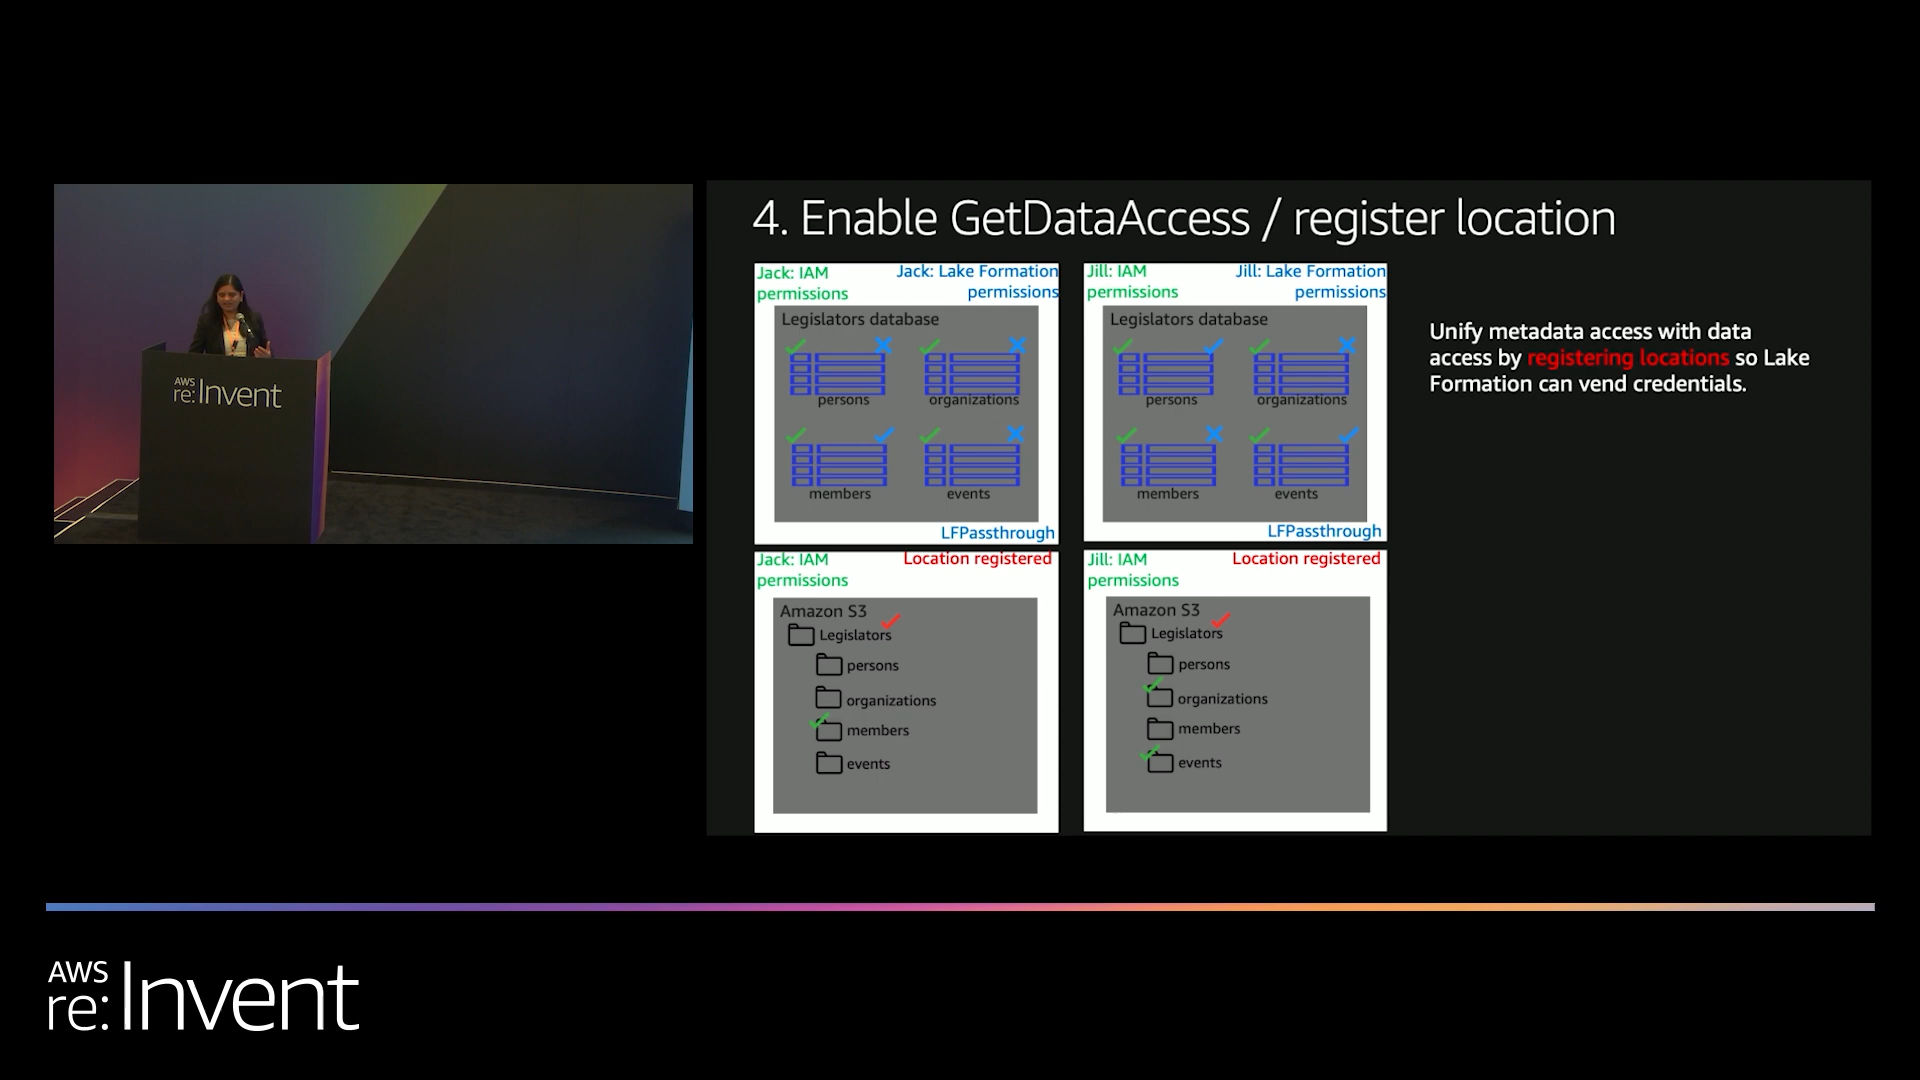 AWS
re:Invent
4. Enable GetDataAccess / register location
Jack: IAM
permissions
Jack: Lake Formation
permissions
Legislators database
persons
organizations
members
events
LFPassthrough
Jill: IAM
permissions
Jill: Lake Formation
permissions
Legislators database
persons
organizations
members
events
LFPassthrough
Unify metadata access with data
access by registering locations so Lake
Formation can vend credentials.
Jack: IAM
permissions
Location registered
Amazon S3
Legislators
persons
organizations
members
events
Jill: IAM
permissions
Location registered
Amazon S3
Legislators
persons
organizations
members
events
AWS
re:Invent